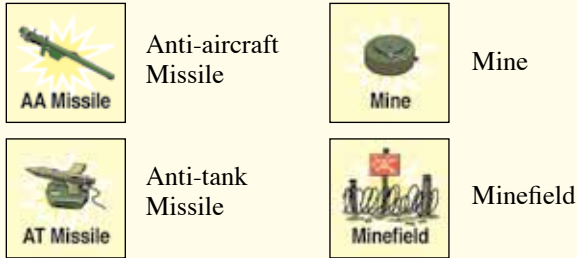 AA Missile
Anti-aircraft
Missile
Mine
Mine
AT Missile
Anti-tank
Missile
Minefield
Minefield